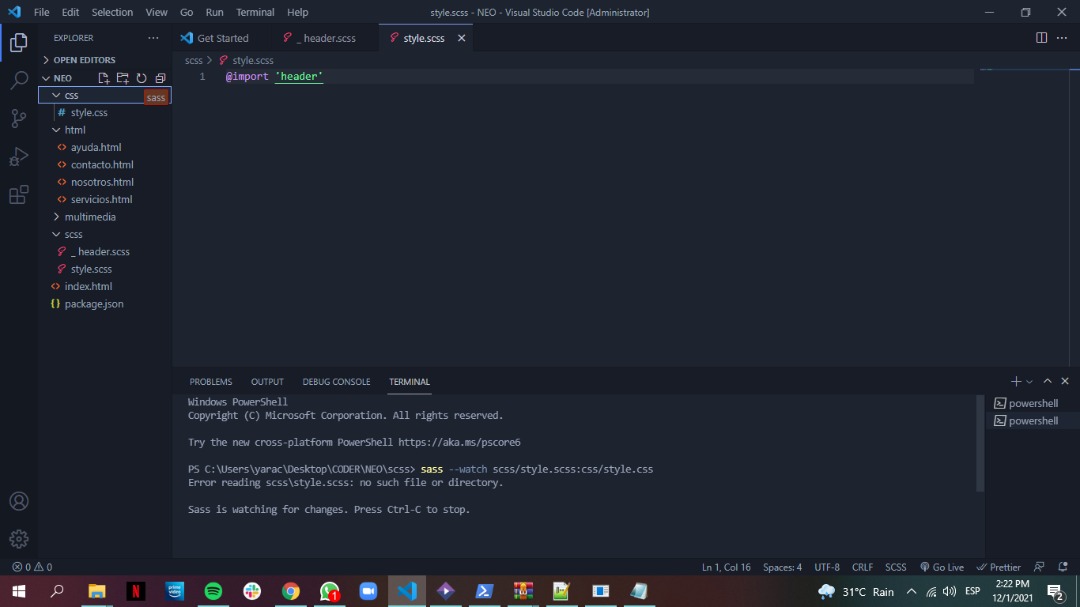 File Edit Selection View Go Run Terminal Help style.scss - NEO - Visual Studio Code [Administrator]
EXPLORER
OPEN EDITORS
NEO
css
sass
# style.css
html
<> ayuda.html
<> contacto.html
<> nosotros.html
<> servicios.html
multimedia
scss
_ header.scss
style.scss
<> index.html
{} package.json
Get Started _ header.scss style.scss
scss > style.scss
1 @import 'header'
PROBLEMS OUTPUT DEBUG CONSOLE TERMINAL
Windows PowerShell
Copyright (C) Microsoft Corporation. All rights reserved.
Try the new cross-platform PowerShell https://aka.ms/pscore6
PS C:\Users\yarac\Desktop\CODER\NEO\scss> sass --watch scss/style.scss:css/style.css
Error reading scss\style.scss: no such file or directory.
Sass is watching for changes. Press Ctrl-C to stop.
powershell
powershell
0 0 Ln 1, Col 16 Spaces: 4 UTF-8 CRLF SCSS Go Live Prettier
N prime video 1 31°C Rain ESP 2:22 PM
12/1/2021 2